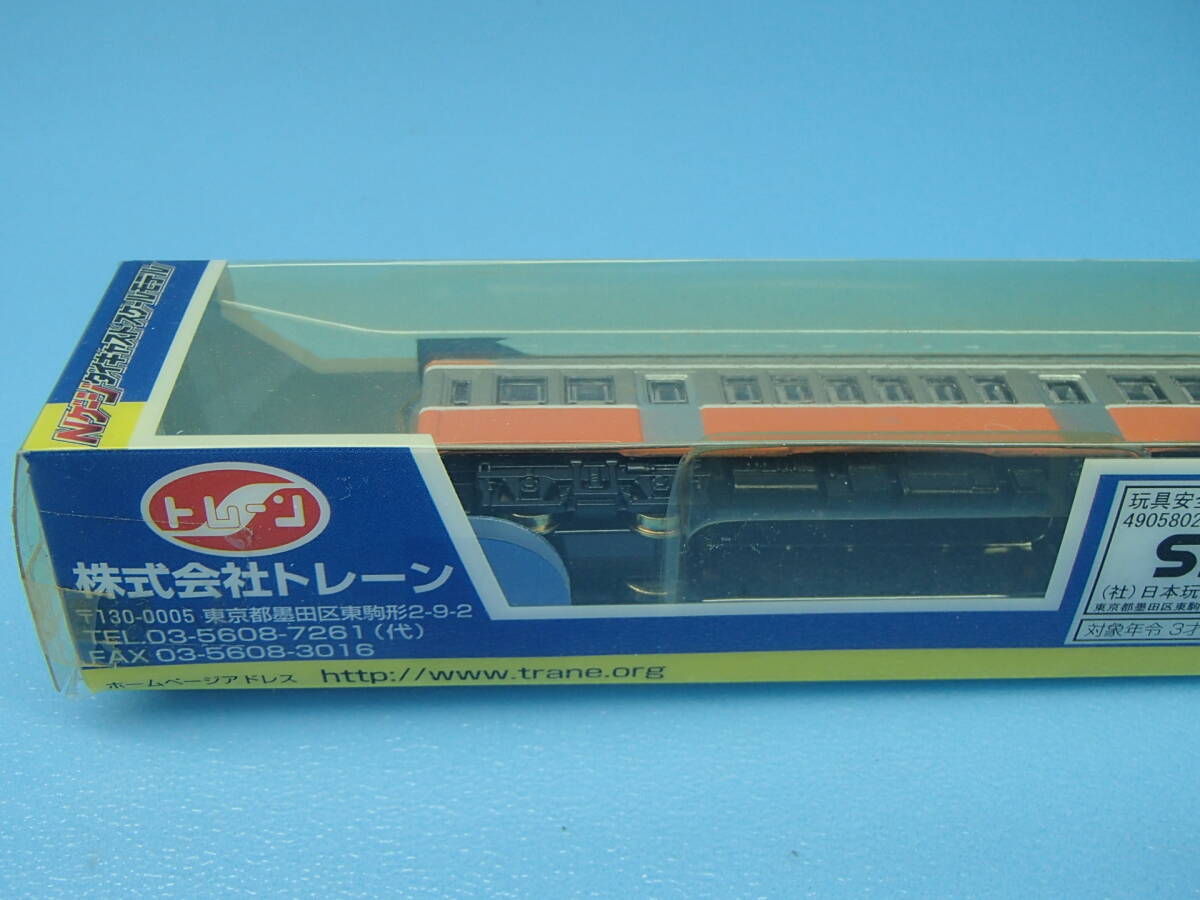 Nゲージダイキャストスケールモデル
トレーン
株式会社トレーン
〒130-0005 東京都墨田区東駒形2-9-2
TEL.03-5608-7261(代)
FAX 03-5608-3016
ホームページアドレス http://www.trane.org
玩具安全
4905802
S
(社)日本玩
東京都墨田区東駒
対象年令 3才